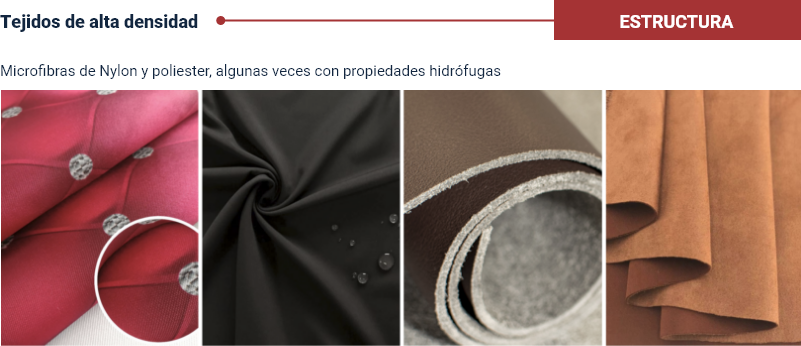 Tejidos de alta densidad
ESTRUCTURA
Microfibras de Nylon y poliester, algunas veces con propiedades hidrófugas